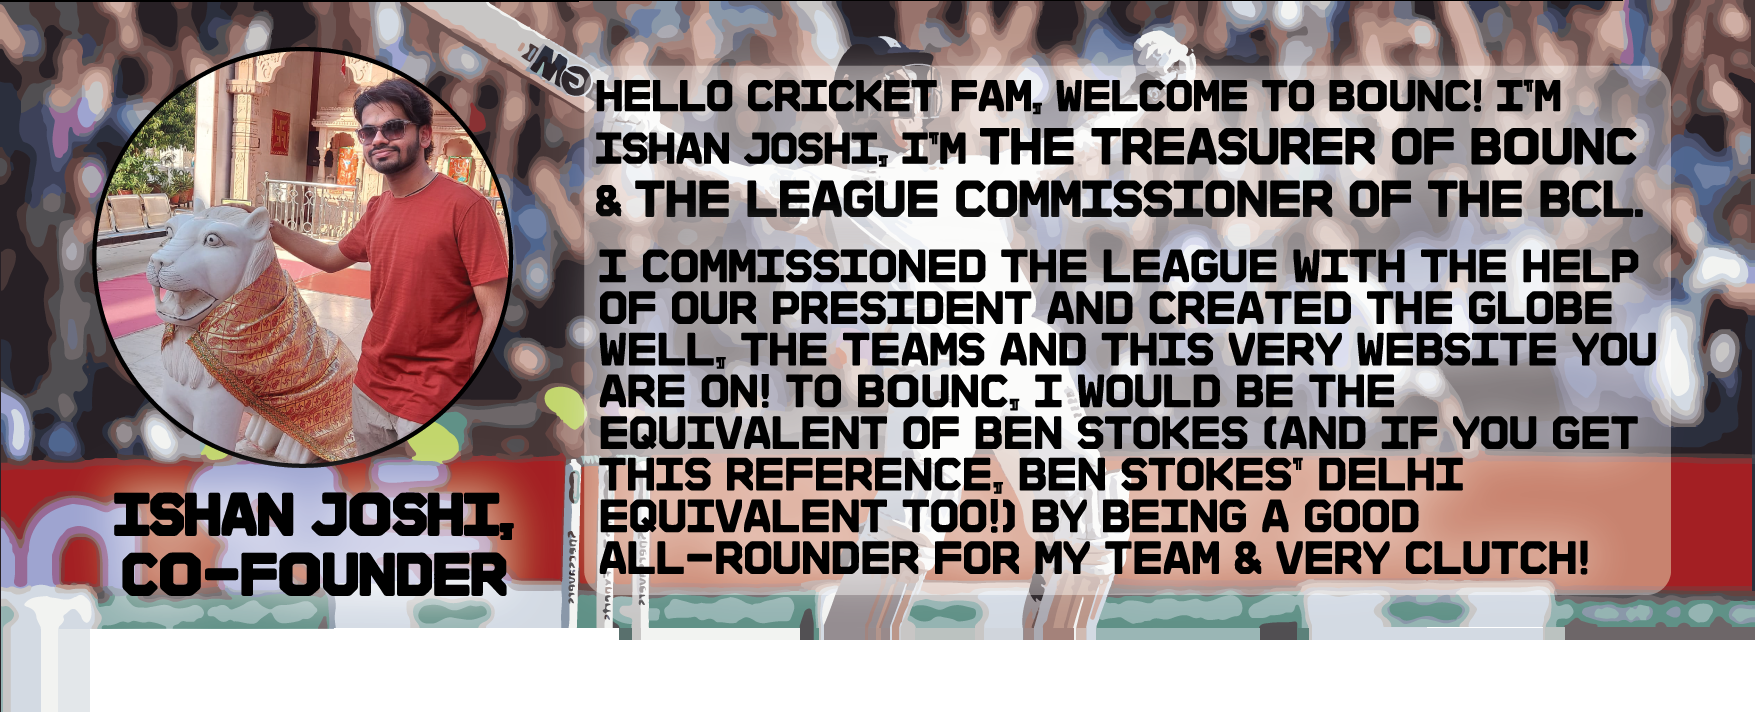 GM
HELLO CRICKET FAM, WELCOME TO BOUNC! I'M
ISHAN JOSHI, I'M THE TREASURER OF BOUNC
& THE LEAGUE COMMISSIONER OF THE BCL.
I COMMISSIONED THE LEAGUE WITH THE HELP
OF OUR PRESIDENT AND CREATED THE GLOBE
WELL, THE TEAMS AND THIS VERY WEBSITE YOU
ARE ON! TO BOUNC, I WOULD BE THE
EQUIVALENT OF BEN STOKES (AND IF YOU GET
THIS REFERENCE, BEN STOKES' DELHI
EQUIVALENT TOO!) BY BEING A GOOD
ALL-ROUNDER FOR MY TEAM & VERY CLUTCH!
ISHAN JOSHI,
CO-FOUNDER